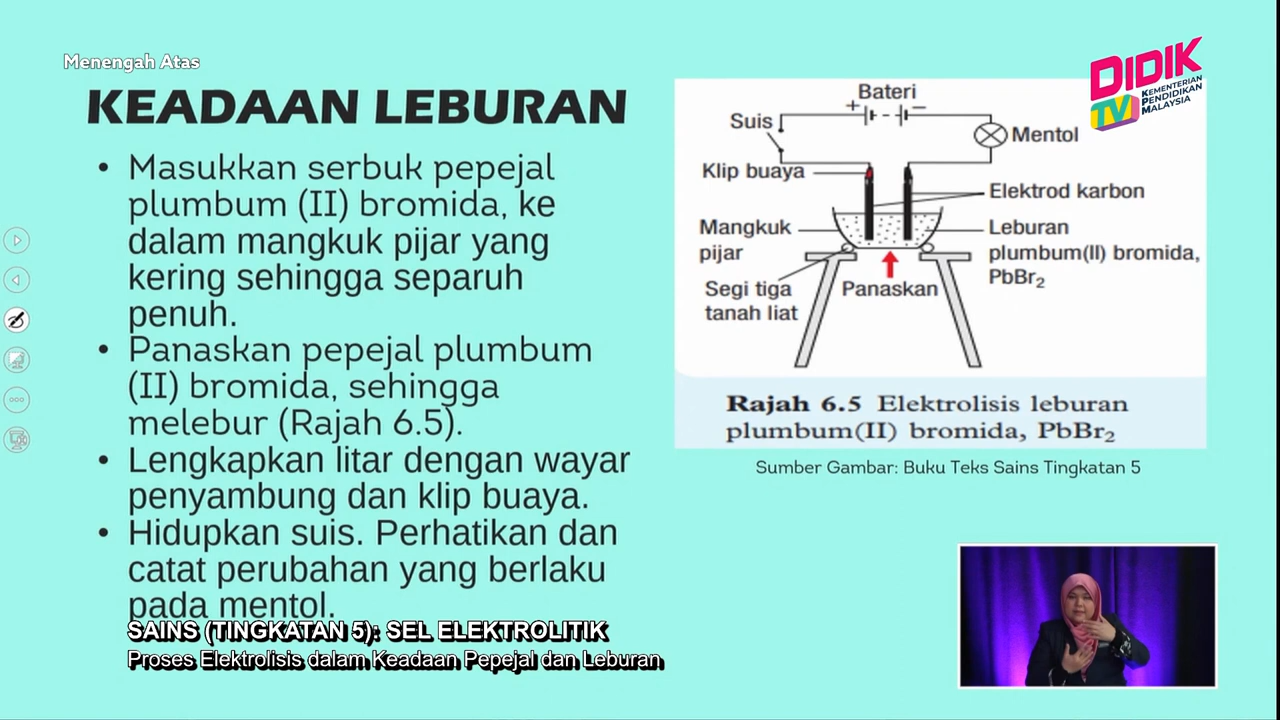 Menengah Atas
KEADAAN LEBURAN
• Masukkan serbuk pepejal
plumbum (II) bromida, ke
dalam mangkuk pijar yang
kering sehingga separuh
penuh.
• Panaskan pepejal plumbum
(II) bromida, sehingga
melebur (Rajah 6.5).
• Lengkapkan litar dengan wayar
penyambung dan klip buaya.
• Hidupkan suis. Perhatikan dan
catat perubahan yang berlaku
pada mentol.
Bateri
+ −
Suis
Mentol
Klip buaya
Elektrod karbon
Mangkuk
pijar
Leburan
plumbum(II) bromida,
PbBr₂
Segi tiga
tanah liat
Panaskan
Rajah 6.5 Elektrolisis leburan
plumbum(II) bromida, PbBr₂
Sumber Gambar: Buku Teks Sains Tingkatan 5
DIDIK
TV
KEMENTERIAN
PENDIDIKAN
MALAYSIA
SAINS (TINGKATAN 5): SEL ELEKTROLITIK
Proses Elektrolisis dalam Keadaan Pepejal dan Leburan